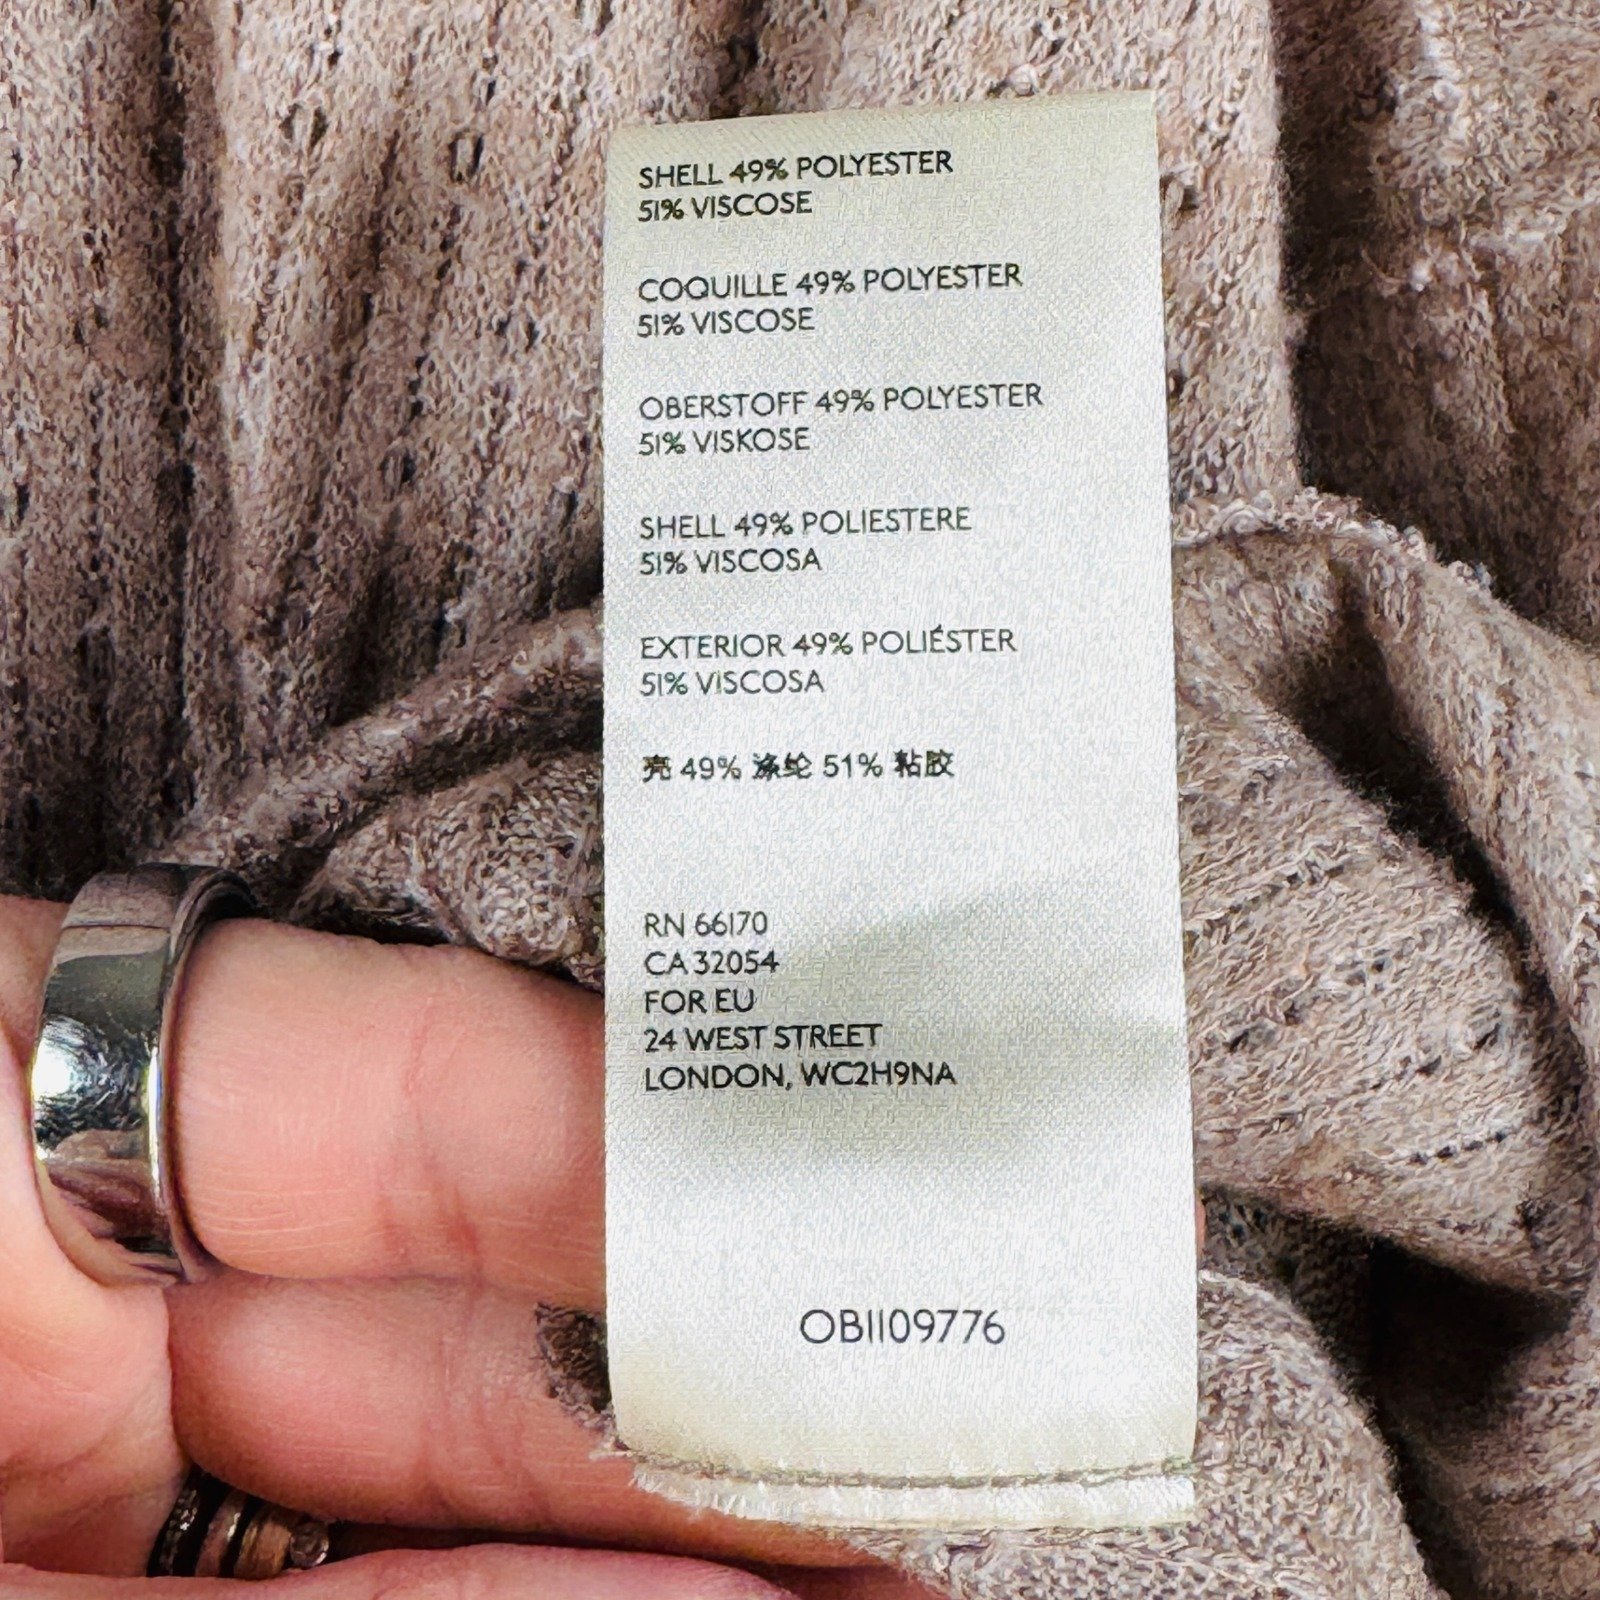 SHELL 49% POLYESTER
51% VISCOSE
COQUILLE 49% POLYESTER
51% VISCOSE
OBERSTOFF 49% POLYESTER
51% VISKOSE
SHELL 49% POLIESTERE
51% VISCOSA
EXTERIOR 49% POLIÉSTER
51% VISCOSA
壳 49% 涤纶 51% 粘胶
RN 66170
CA 32054
FOR EU
24 WEST STREET
LONDON, WC2H9NA
OB1109776